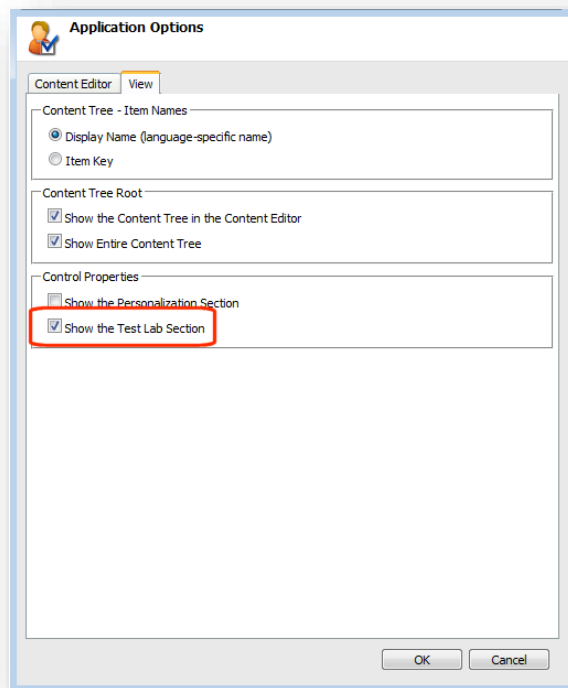 Application Options
Content Editor View
Content Tree - Item Names
Display Name (language-specific name)
Item Key
Content Tree Root
Show the Content Tree in the Content Editor
Show Entire Content Tree
Control Properties
Show the Personalization Section
Show the Test Lab Section
OK Cancel